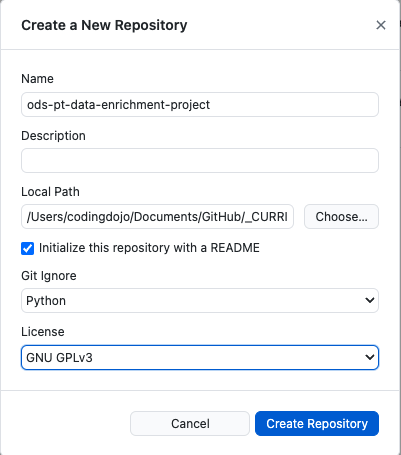 Create a New Repository
Name
ods-pt-data-enrichment-project
Description
Local Path
/Users/codingdojo/Documents/GitHub/_CURRI
Choose...
Initialize this repository with a README
Git Ignore
Python
License
GNU GPLv3
Cancel
Create Repository